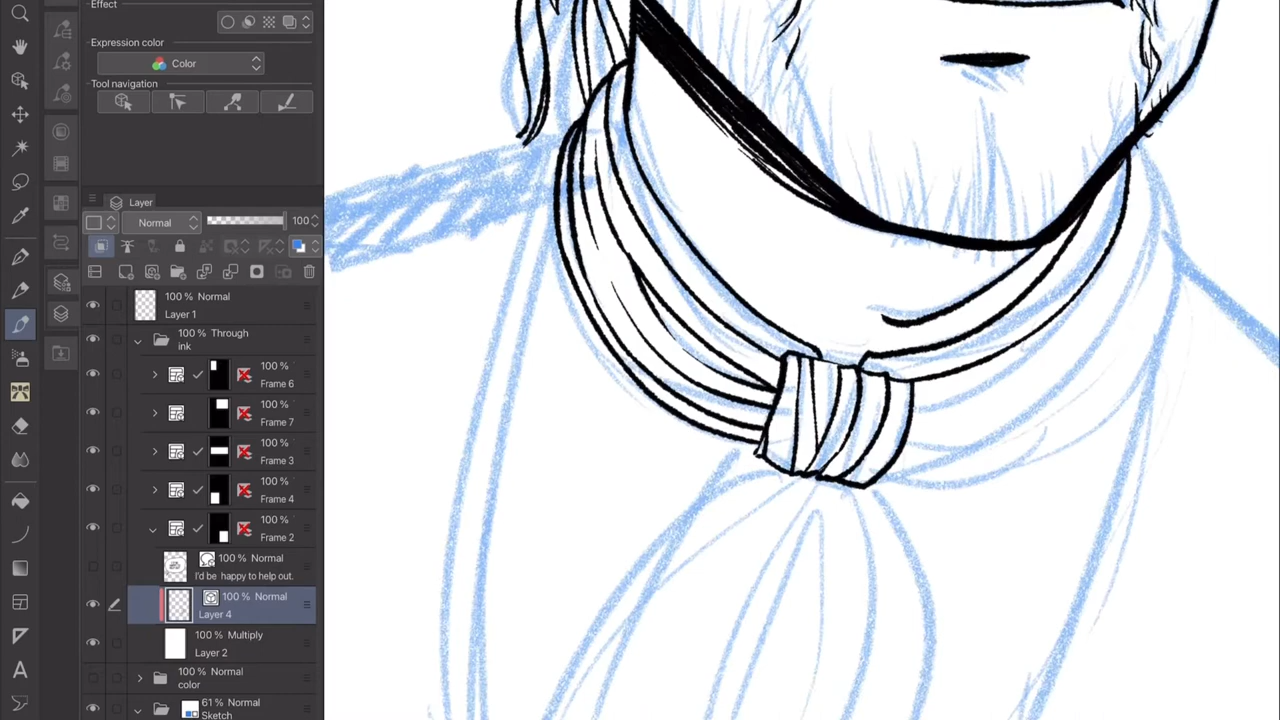 Effect
Expression color
Color
Tool navigation
Layer
Normal
100
100 % Normal
Layer 1
100 % Through
ink
100 %
Frame 6
100 %
Frame 7
100 %
Frame 3
100 %
Frame 4
100 %
Frame 2
100 % Normal
I'd be happy to help out.
100 % Normal
Layer 4
100 % Multiply
Layer 2
100 % Normal
color
61 % Normal
Sketch